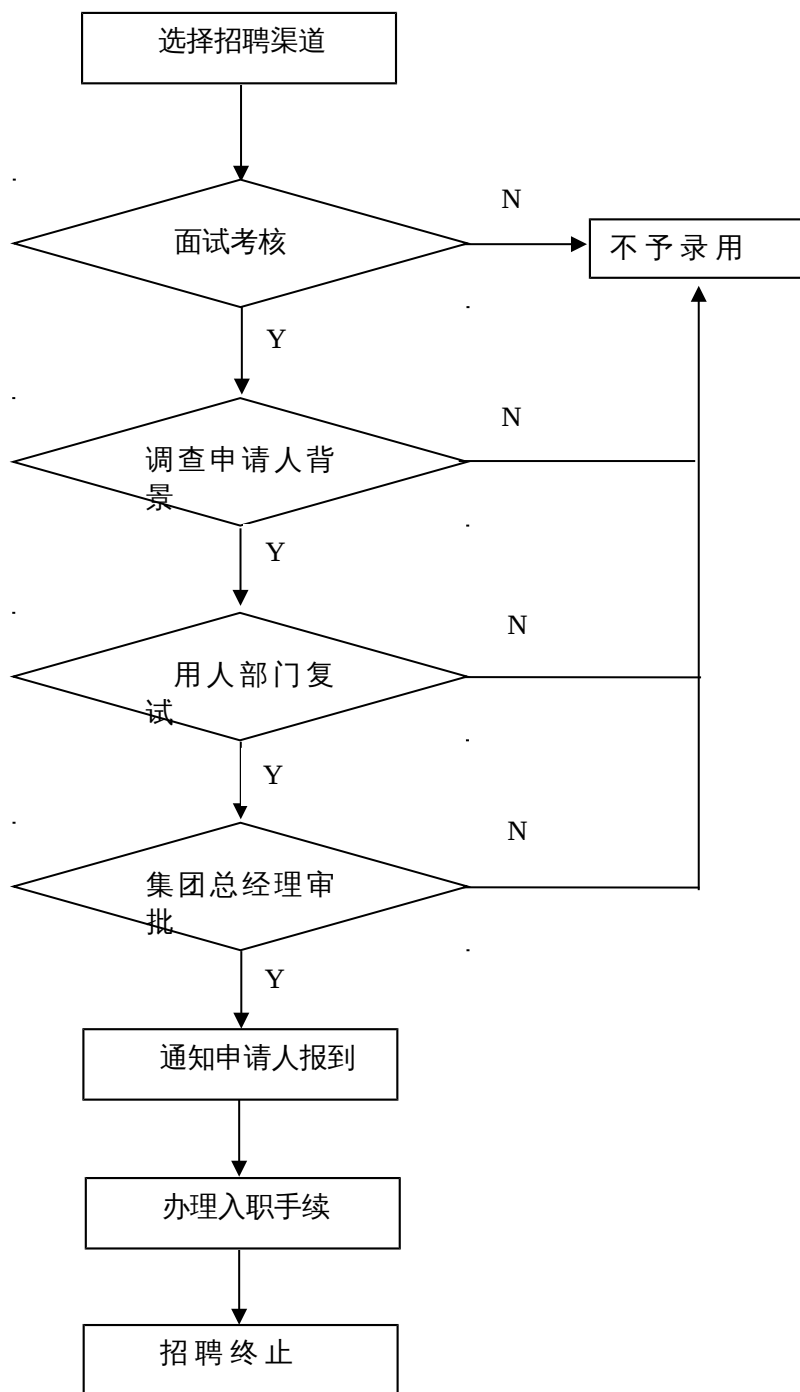 选择招聘渠道
N
面试考核
不予录用
Y
N
调查申请人背
景
Y
N
用人部门复
试
Y
N
集团总经理审
批
Y
通知申请人报到
办理入职手续
招聘终止